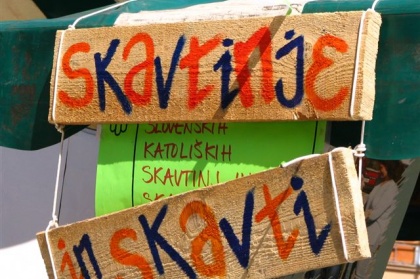 SKAVTINJE
SLOVENSKIH
KATOLIŠKIH
SKAVTINJ IN
in SKAVTI